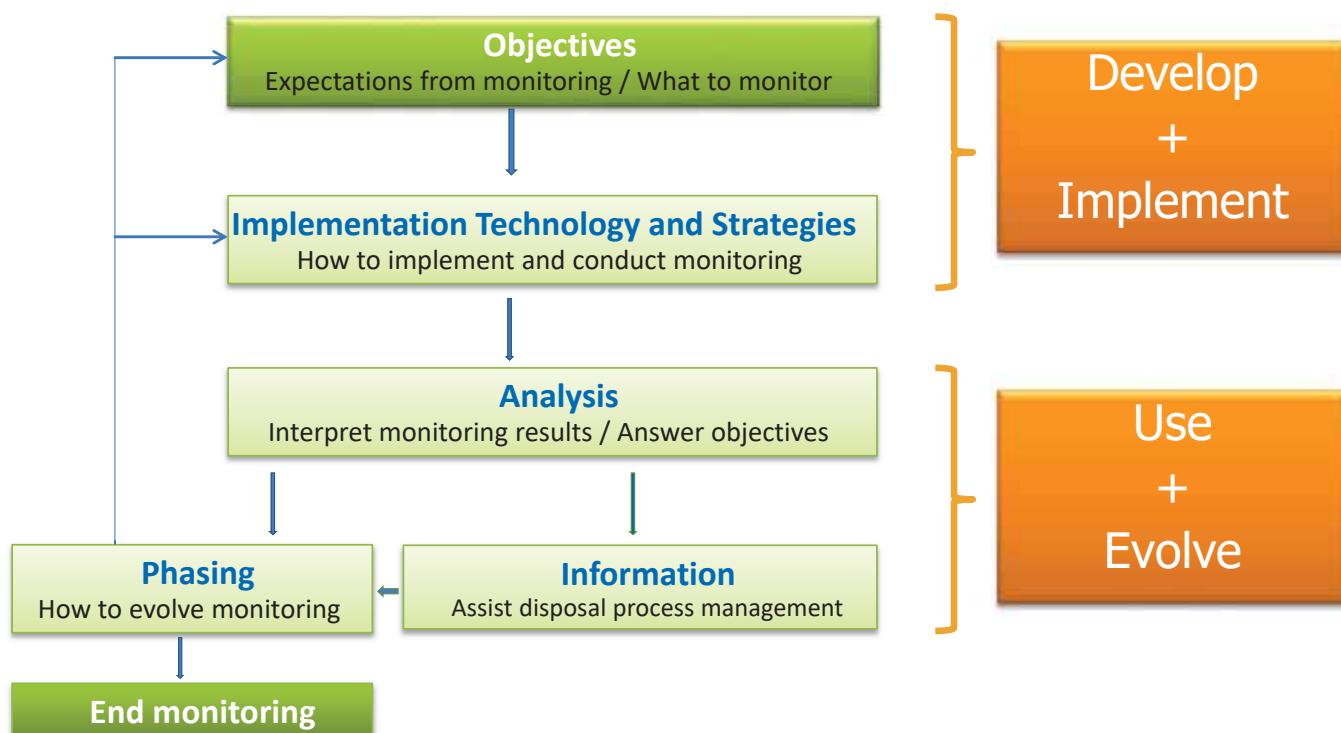 Objectives
Expectations from monitoring / What to monitor
Implementation Technology and Strategies
How to implement and conduct monitoring
Develop
+
Implement
Analysis
Interpret monitoring results / Answer objectives
Phasing
How to evolve monitoring
Information
Assist disposal process management
Use
+
Evolve
End monitoring